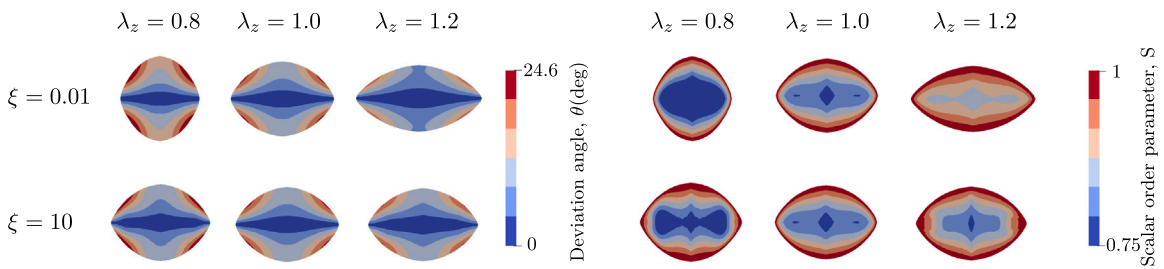 λz = 0.8 λz = 1.0 λz = 1.2 λz = 0.8 λz = 1.0 λz = 1.2
ξ = 0.01
ξ = 10
24.6
0
Deviation angle, θ(deg)
1
0.75
Scalar order parameter, S